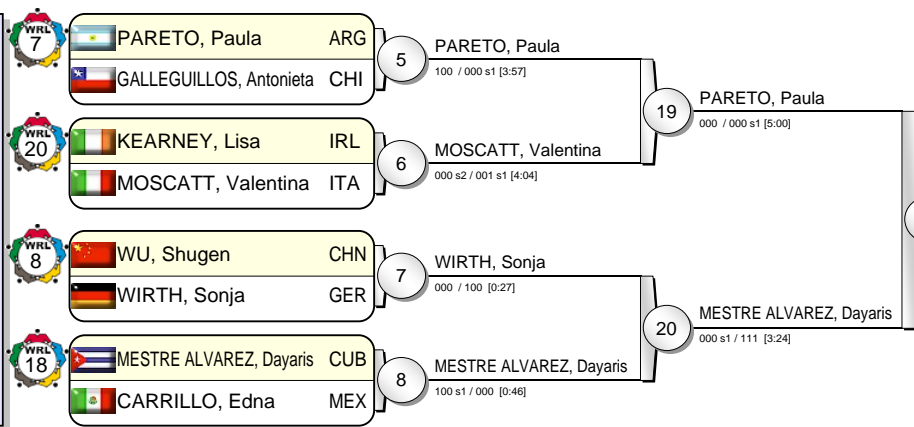 WRL
7
PARETO, Paula ARG
GALLEGUILLOS, Antonieta CHI
5
PARETO, Paula
100 / 000 s1 [3:57]
WRL
20
KEARNEY, Lisa IRL
MOSCATT, Valentina ITA
6
MOSCATT, Valentina
000 s2 / 001 s1 [4:04]
19
PARETO, Paula
000 / 000 s1 [5:00]
WRL
8
WU, Shugen CHN
WIRTH, Sonja GER
7
WIRTH, Sonja
000 / 100 [0:27]
WRL
18
MESTRE ALVAREZ, Dayaris CUB
CARRILLO, Edna MEX
8
MESTRE ALVAREZ, Dayaris
100 s1 / 000 [0:46]
20
MESTRE ALVAREZ, Dayaris
000 s1 / 111 [3:24]